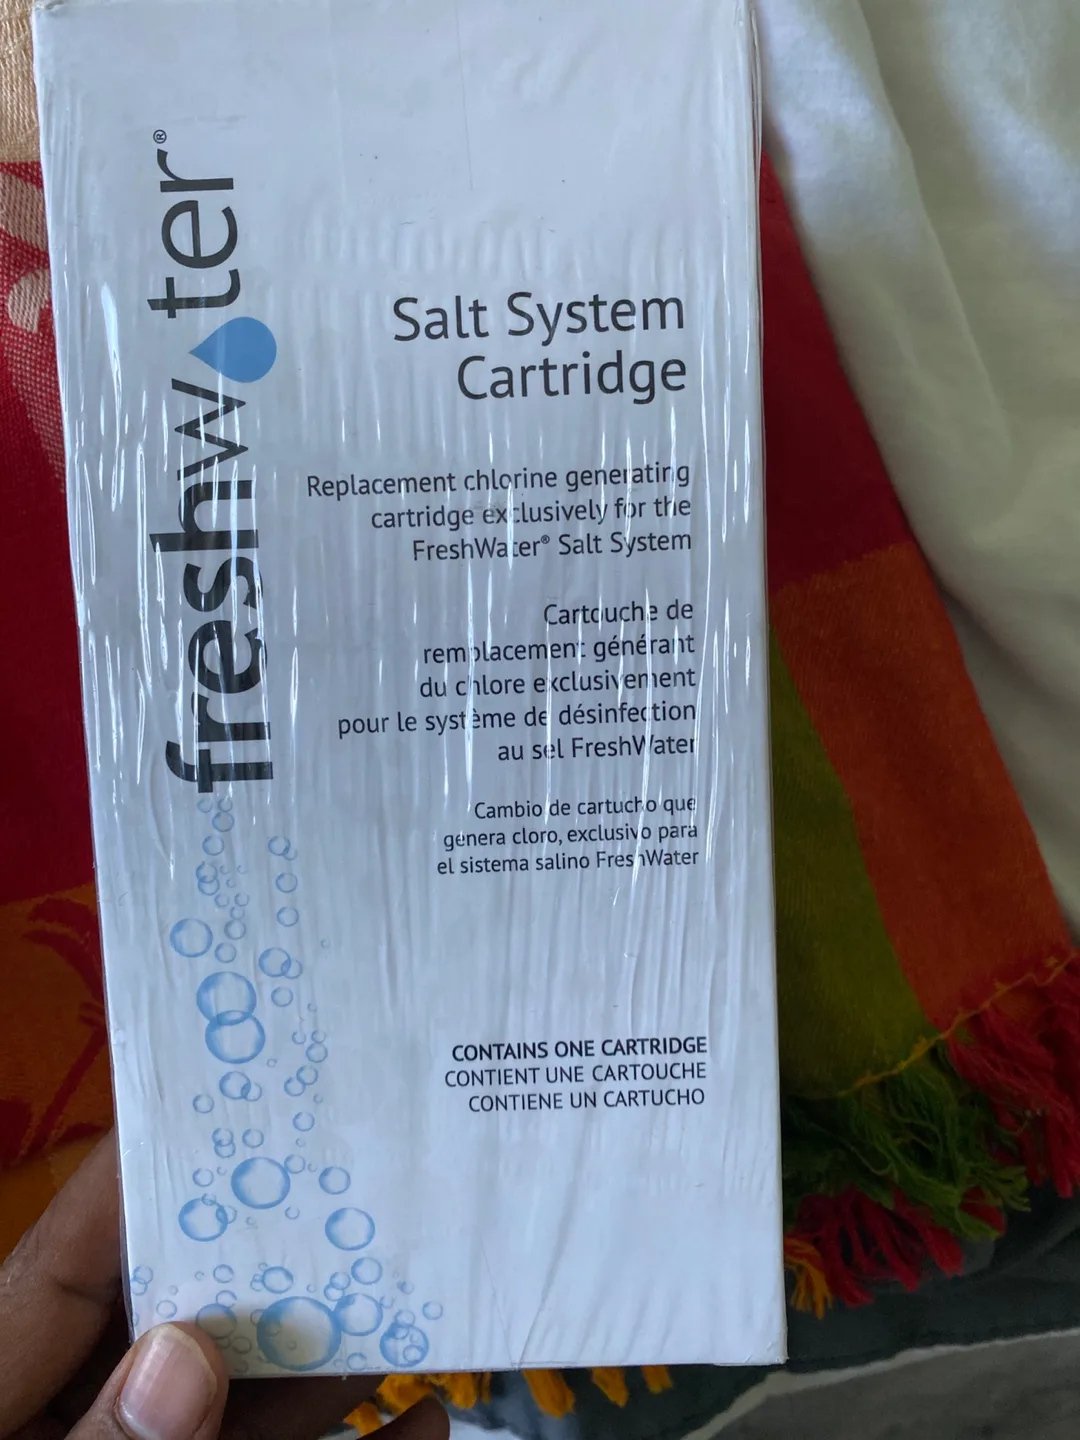 freshwater®
Salt System
Cartridge
Replacement chlorine generating
cartridge exclusively for the
FreshWater® Salt System
Cartouche de
remplacement générant
du chlore exclusivement
pour le système de désinfection
au sel FreshWater
Cambio de cartucho que
genera cloro, exclusivo para
el sistema salino FreshWater
CONTAINS ONE CARTRIDGE
CONTIENT UNE CARTOUCHE
CONTIENE UN CARTUCHO